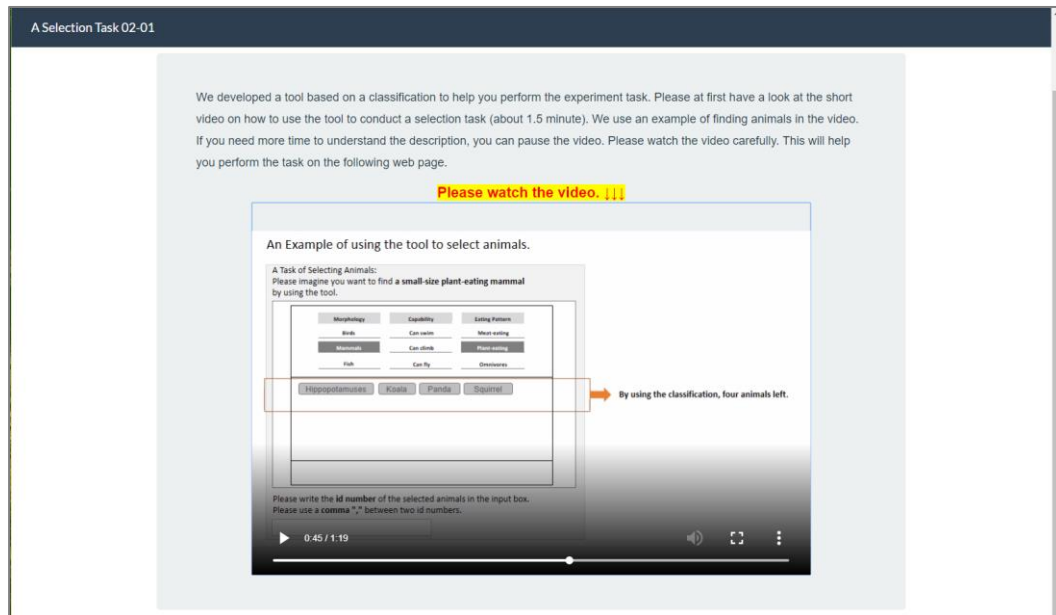 A Selection Task 02-01
We developed a tool based on a classification to help you perform the experiment task. Please at first have a look at the short
video on how to use the tool to conduct a selection task (about 1.5 minute). We use an example of finding animals in the video.
If you need more time to understand the description, you can pause the video. Please watch the video carefully. This will help
you perform the task on the following web page.
Please watch the video. ↓↓↓
An Example of using the tool to select animals.
A Task of Selecting Animals:
Please imagine you want to find a small-size plant-eating mammal
by using the tool.
Morphology Capability Eating Pattern
Birds Can swim Meat-eating
Mammals Can climb Plant-eating
Fish Can fly Omnivores
Hippopotamuses Koala Panda Squirrel
By using the classification, four animals left.
Please write the id number of the selected animals in the input box.
Please use a comma "," between two id numbers.
0:45 / 1:19